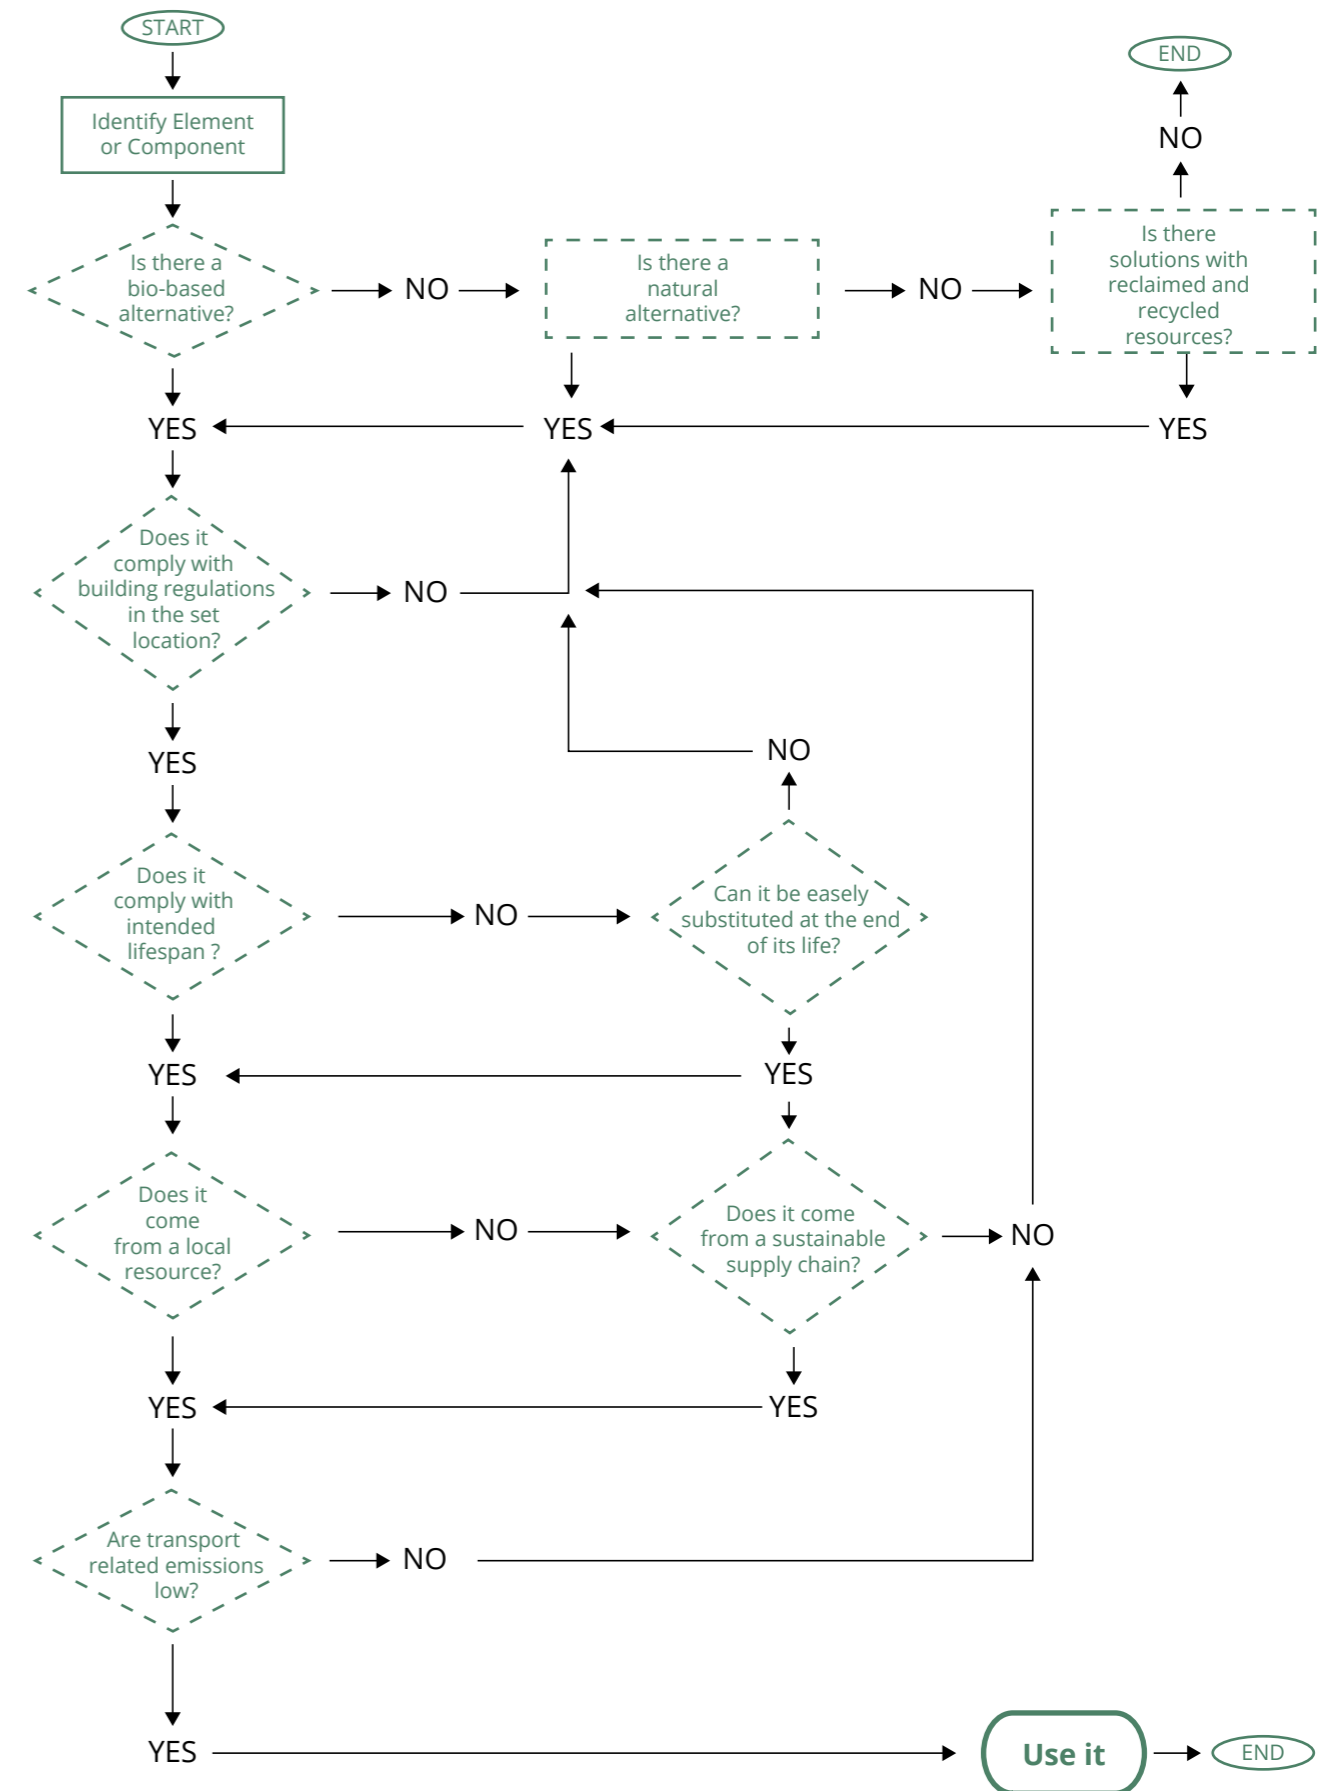 START
END
NO
Identify Element
or Component
Is there a
bio-based
alternative?
NO
Is there a
natural
alternative?
NO
Is there
solutions with
reclaimed and
recycled
resources?
YES
YES
YES
Does it
comply with
building regulations
in the set
location?
NO
YES
NO
Does it
comply with
intended
lifespan ?
NO
Can it be easely
substituted at the end
of its life?
YES
YES
Does it
come
from a local
resource?
NO
Does it come
from a sustainable
supply chain?
NO
YES
YES
Are transport
related emissions
low?
NO
YES
Use it
END